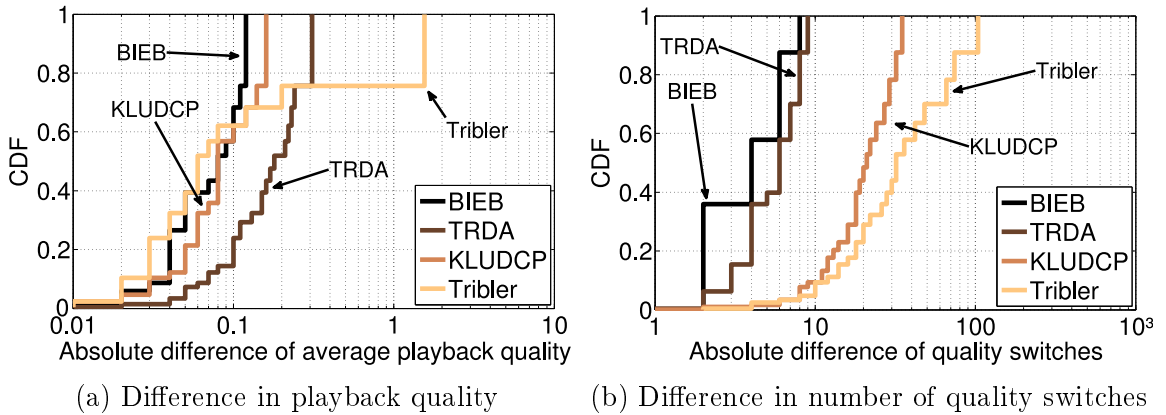 1
0.8
0.6
0.4
0.2
0
CDF
0.01
0.1
1
10
Absolute difference of average playback quality
BIEB
KLUDCP
TRDA
Tribler
BIEB
TRDA
KLUDCP
Tribler
(a) Difference in playback quality
1
0.8
0.6
0.4
0.2
0
CDF
1
10
100
10³
Absolute difference of quality switches
TRDA
BIEB
Tribler
KLUDCP
BIEB
TRDA
KLUDCP
Tribler
(b) Difference in number of quality switches